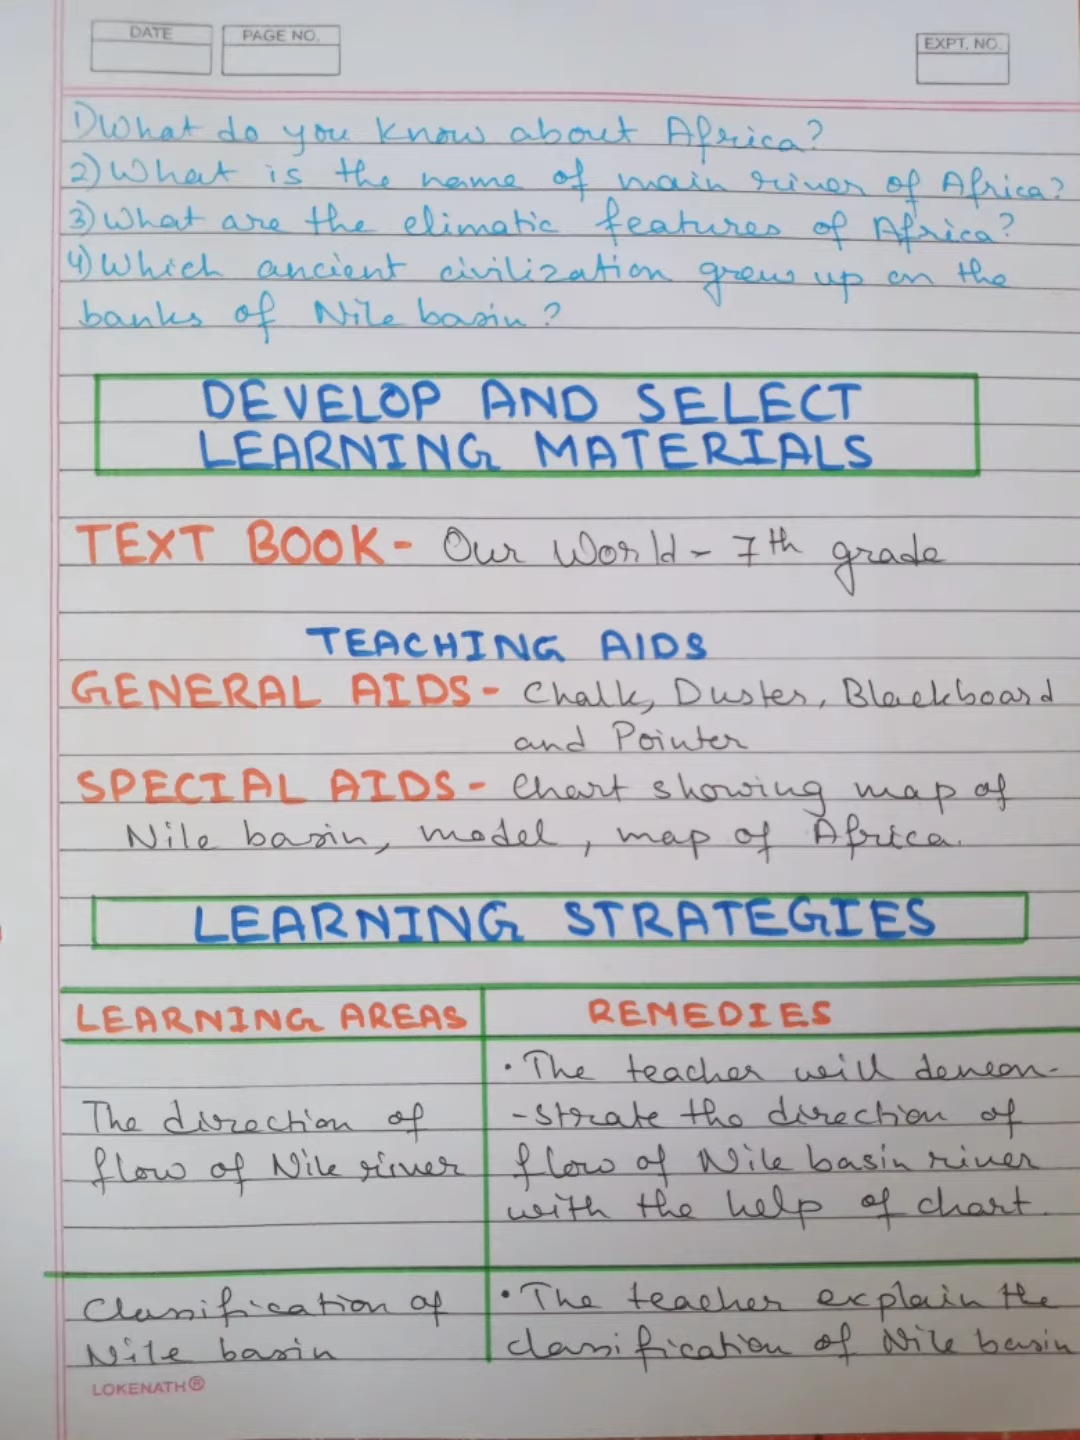 DATE
PAGE NO.
EXPT. NO.
1) What do you know about Africa?
2) What is the name of main river of Africa?
3) What are the climatic features of Africa?
4) Which ancient civilization grew up on the
banks of Nile basin?
DEVELOP AND SELECT
LEARNING MATERIALS
TEXT BOOK- Our World - 7th grade
TEACHING AIDS
GENERAL AIDS- Chalk, Duster, Blackboard
and Pointer
SPECIAL AIDS- Chart showing map of
Nile basin, model, map of Africa.
LEARNING STRATEGIES
LEARNING AREAS
REMEDIES
The direction of
flow of Nile river
• The teacher will demon-
-strate the direction of
flow of Nile basin river
with the help of chart.
Classification of
Nile basin
• The teacher explain the
classification of Nile basin
LOKENATH®